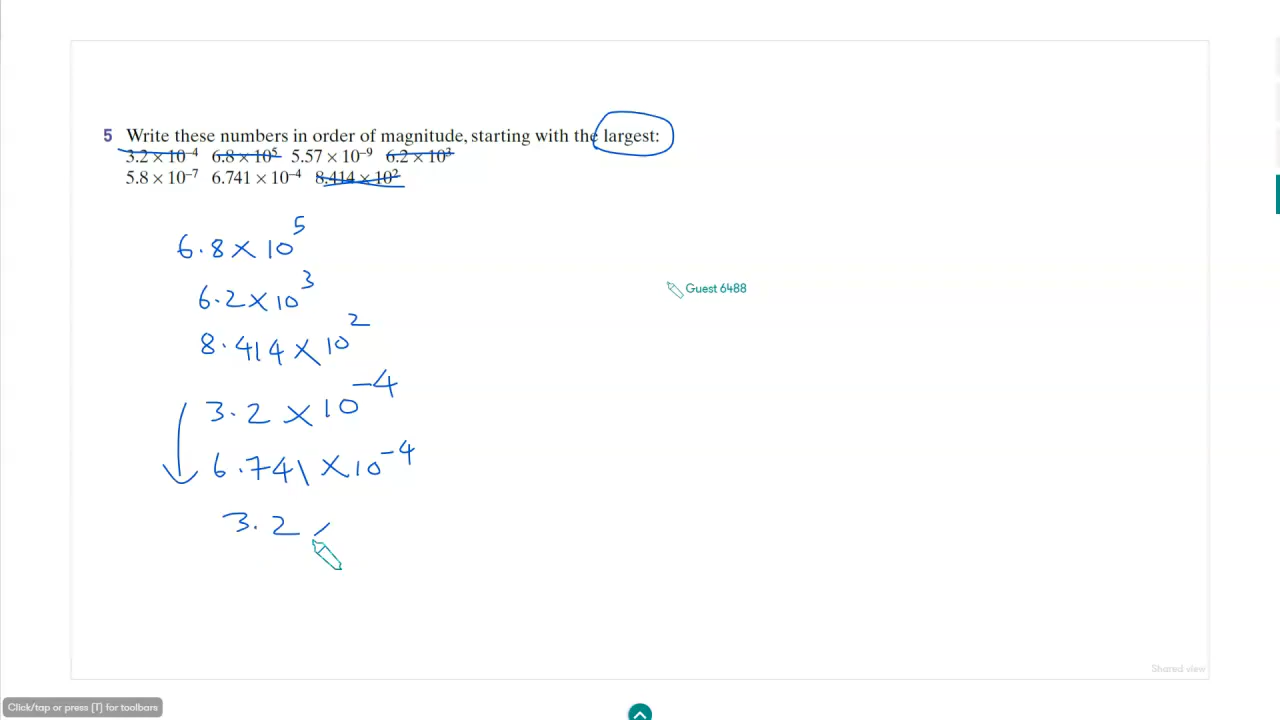 5 Write these numbers in order of magnitude, starting with the largest:
3.2 × 10⁻⁴ 6.8 × 10⁵ 5.57 × 10⁻⁹ 6.2 × 10³
5.8 × 10⁻⁷ 6.741 × 10⁻⁴ 8.414 × 10²
6.8 × 10⁵
Guest 6488
6.2 × 10³
8.414 × 10²
3.2 × 10⁻⁴
6.741 × 10⁻⁴
3.2
Shared view
Click/tap or press [T] for toolbars